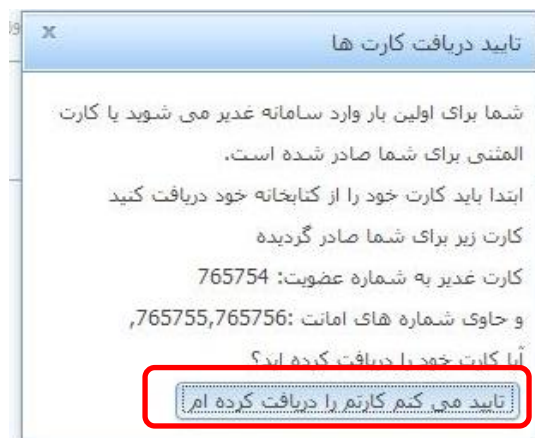 تایید دریافت کارت ها
شما برای اولین بار وارد سامانه غدیر می شوید یا کارت
المثنی برای شما صادر شده است.
ابتدا باید کارت خود را از کتابخانه خود دریافت کنید
کارت زیر برای شما صادر گردیده
کارت غدیر به شماره عضویت: 765754
و حاوی شماره های امانت :765755,765756,
آیا کارت خود را دریافت کرده اید؟
تایید می کنم کارتم را دریافت کرده ام